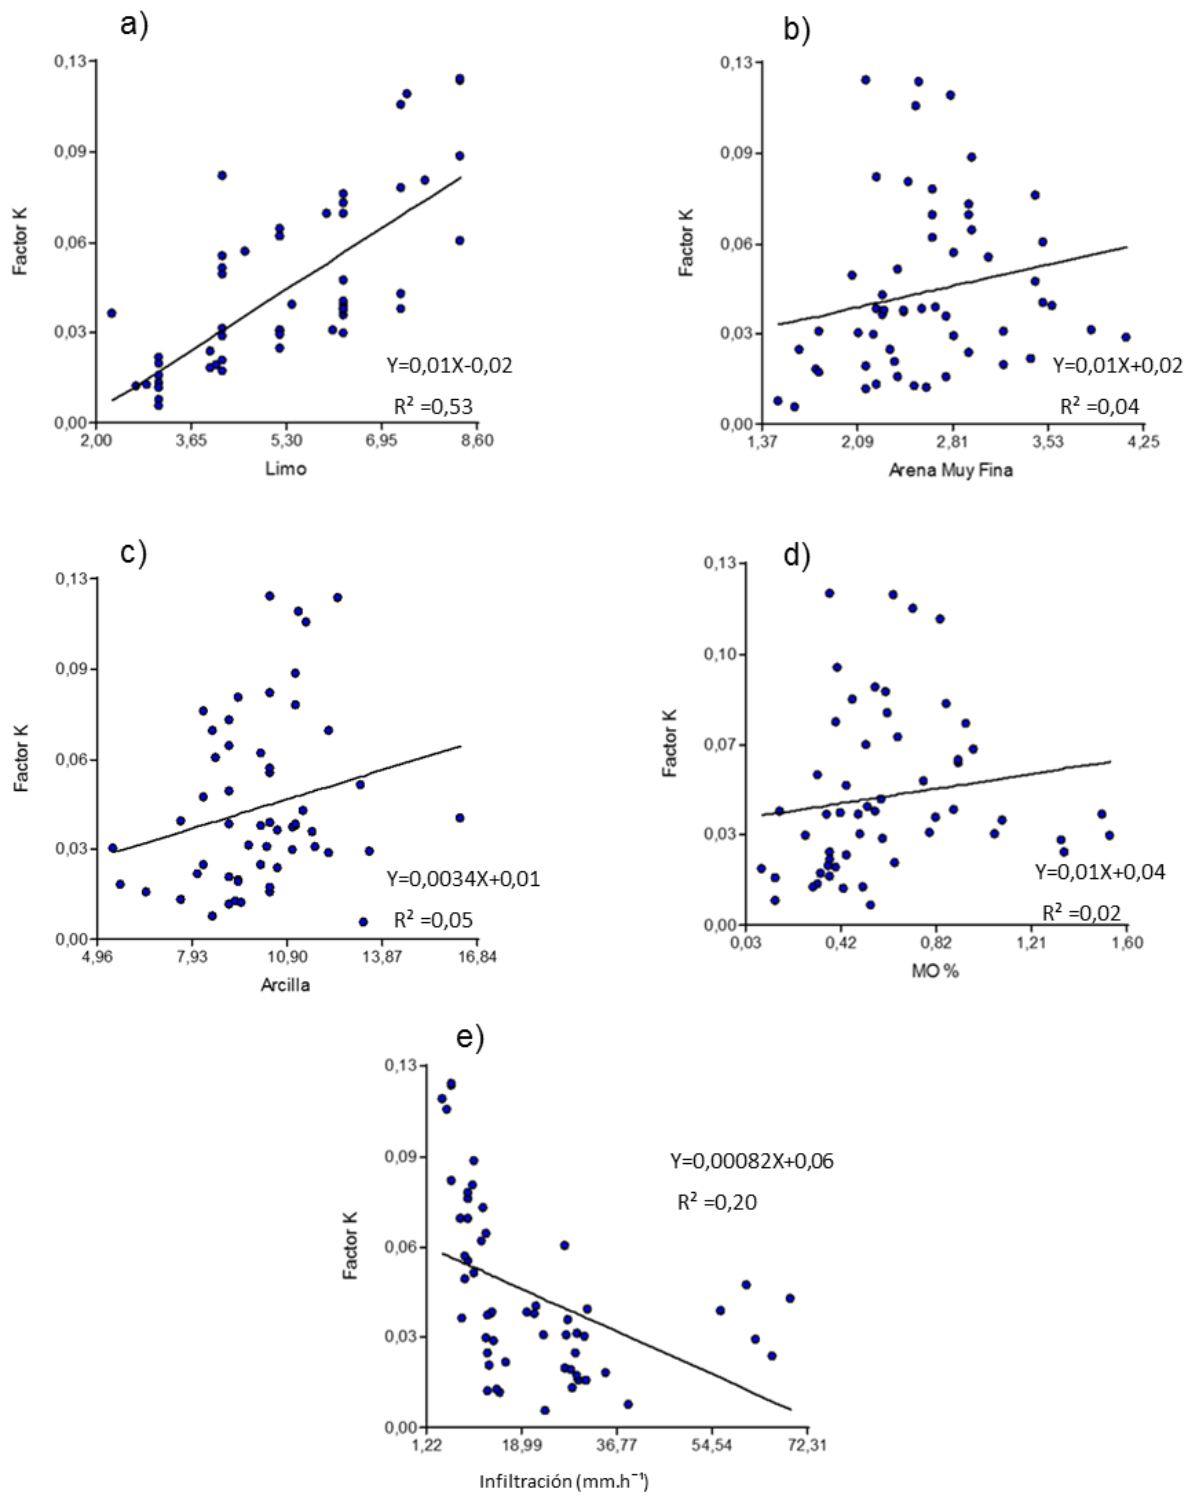 a)
0,13
0,09
0,06
0,03
0,00
Factor K
Y=0,01X-0,02
R² =0,53
2,00 3,65 5,30 6,95 8,60
Limo
b)
0,13
0,09
0,06
0,03
0,00
Factor K
Y=0,01X+0,02
R² =0,04
1,37 2,09 2,81 3,53 4,25
Arena Muy Fina
c)
0,13
0,09
0,06
0,03
0,00
Factor K
Y=0,0034X+0,01
R² =0,05
4,96 7,93 10,90 13,87 16,84
Arcilla
d)
0,13
0,10
0,07
0,03
0,00
Factor K
Y=0,01X+0,04
R² =0,02
0,03 0,42 0,82 1,21 1,60
MO %
e)
0,13
0,09
0,06
0,03
0,00
Factor K
Y=0,00082X+0,06
R² =0,20
1,22 18,99 36,77 54,54 72,31
Infiltración (mm.h⁻¹)